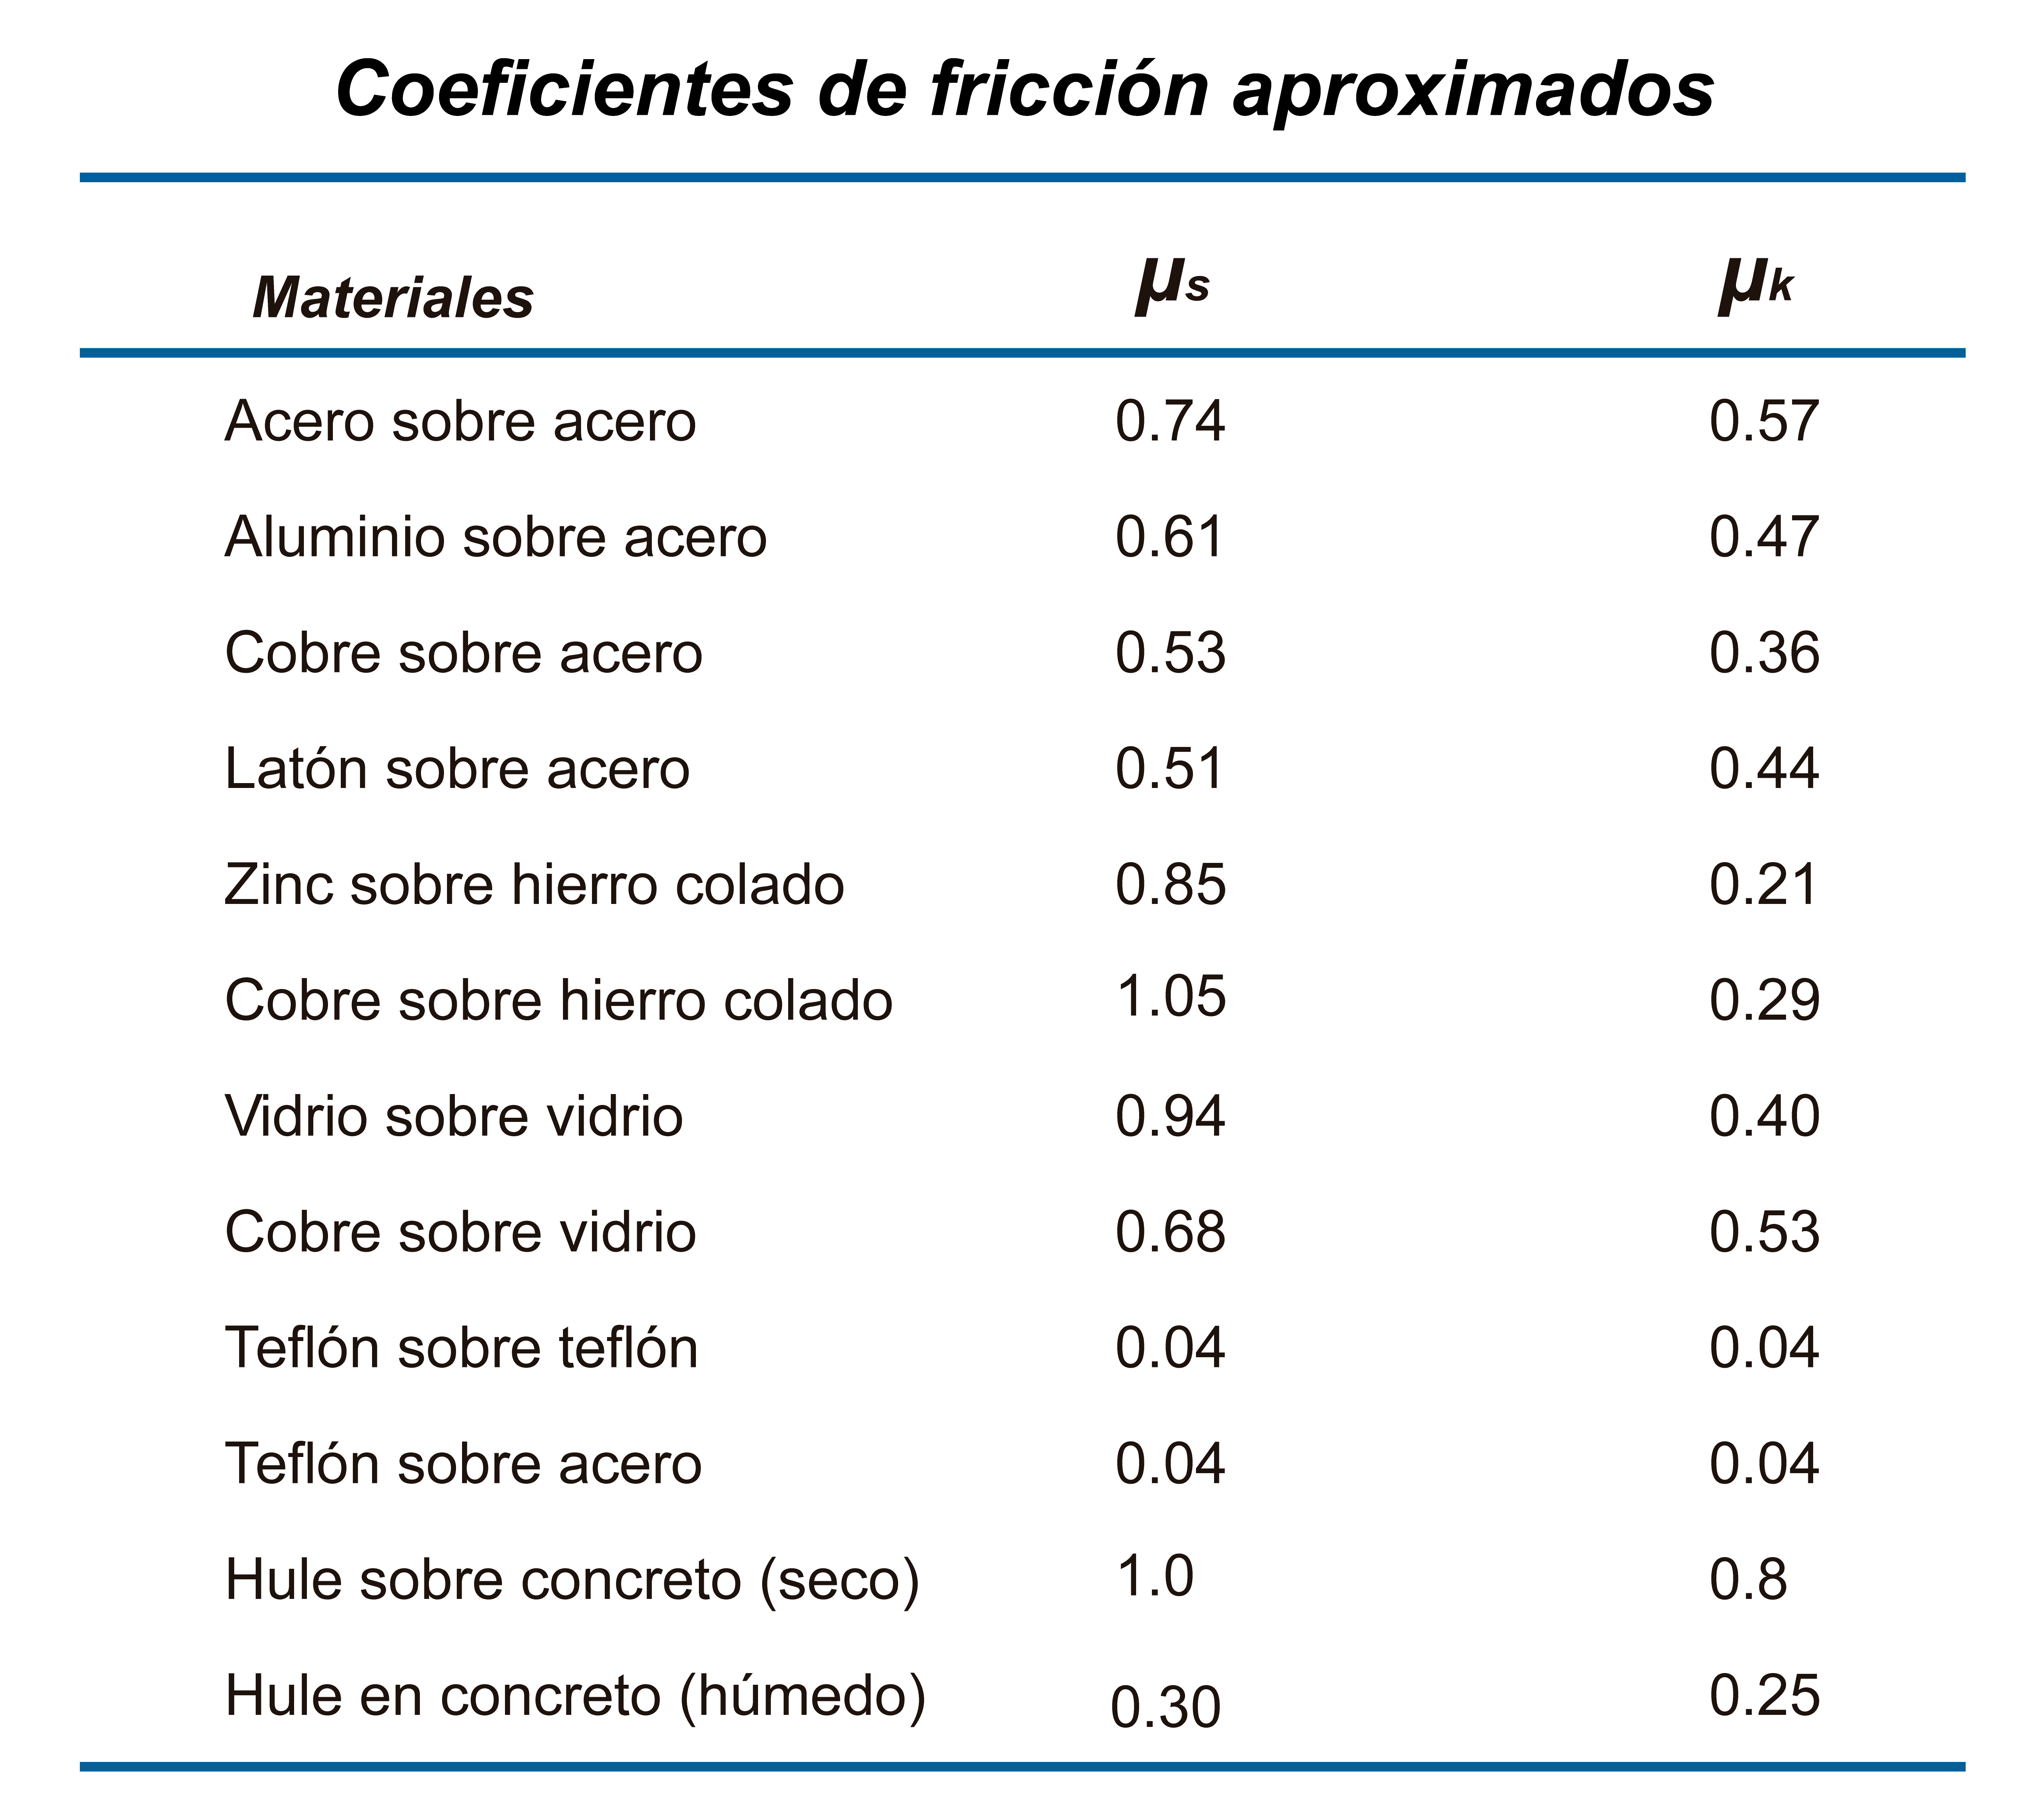 Coeficientes de fricción aproximados
Materiales μs μk
Acero sobre acero 0.74 0.57
Aluminio sobre acero 0.61 0.47
Cobre sobre acero 0.53 0.36
Latón sobre acero 0.51 0.44
Zinc sobre hierro colado 0.85 0.21
Cobre sobre hierro colado 1.05 0.29
Vidrio sobre vidrio 0.94 0.40
Cobre sobre vidrio 0.68 0.53
Teflón sobre teflón 0.04 0.04
Teflón sobre acero 0.04 0.04
Hule sobre concreto (seco) 1.0 0.8
Hule en concreto (húmedo) 0.30 0.25